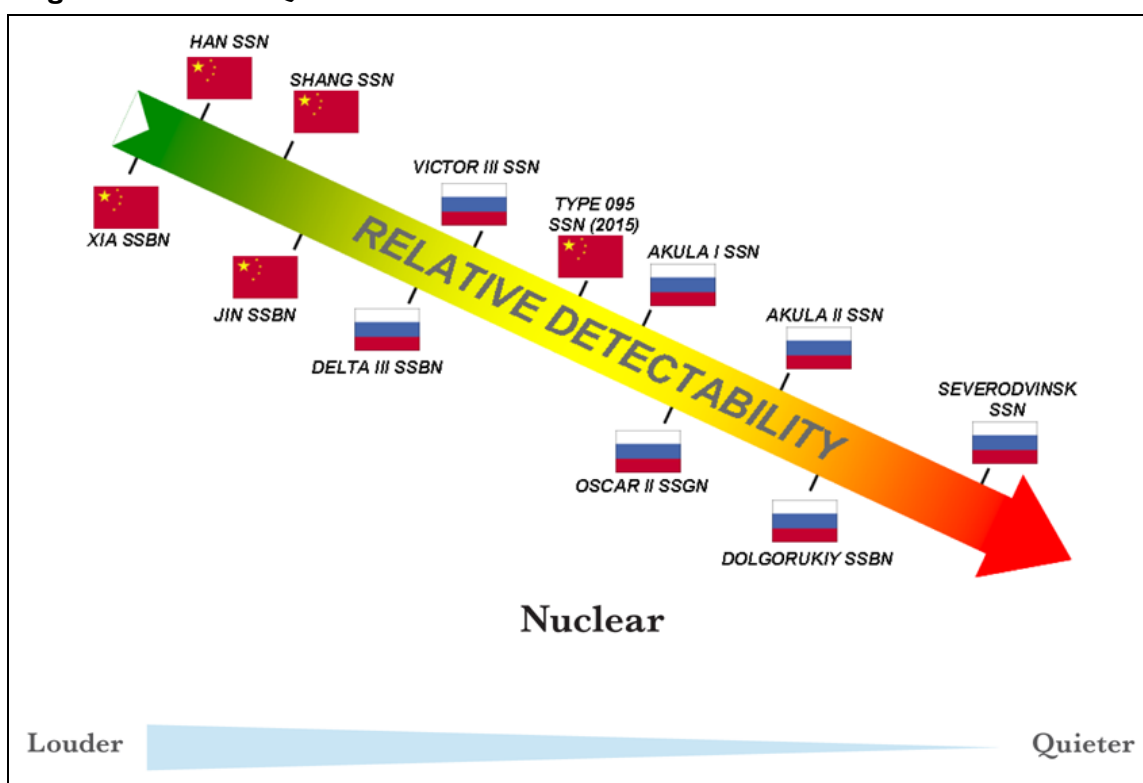 HAN SSN
SHANG SSN
XIA SSBN
JIN SSBN
VICTOR III SSN
DELTA III SSBN
TYPE 095
SSN (2015)
AKULA I SSN
OSCAR II SSGN
AKULA II SSN
DOLGORUKIY SSBN
SEVERODVINSK
SSN
RELATIVE DETECTABILITY
Nuclear
Louder
Quieter